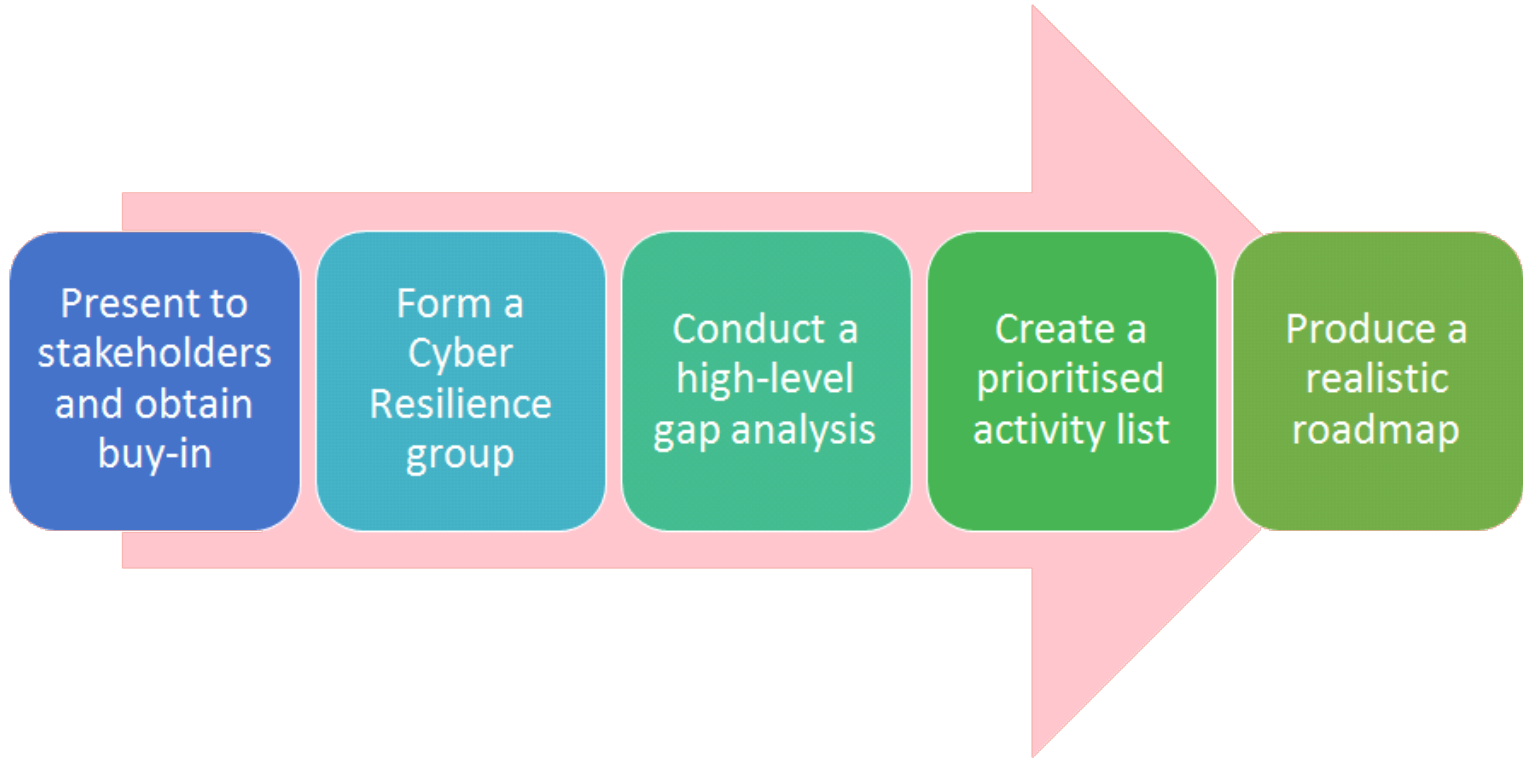 Present to
stakeholders
and obtain
buy-in
Form a
Cyber
Resilience
group
Conduct a
high-level
gap analysis
Create a
prioritised
activity list
Produce a
realistic
roadmap